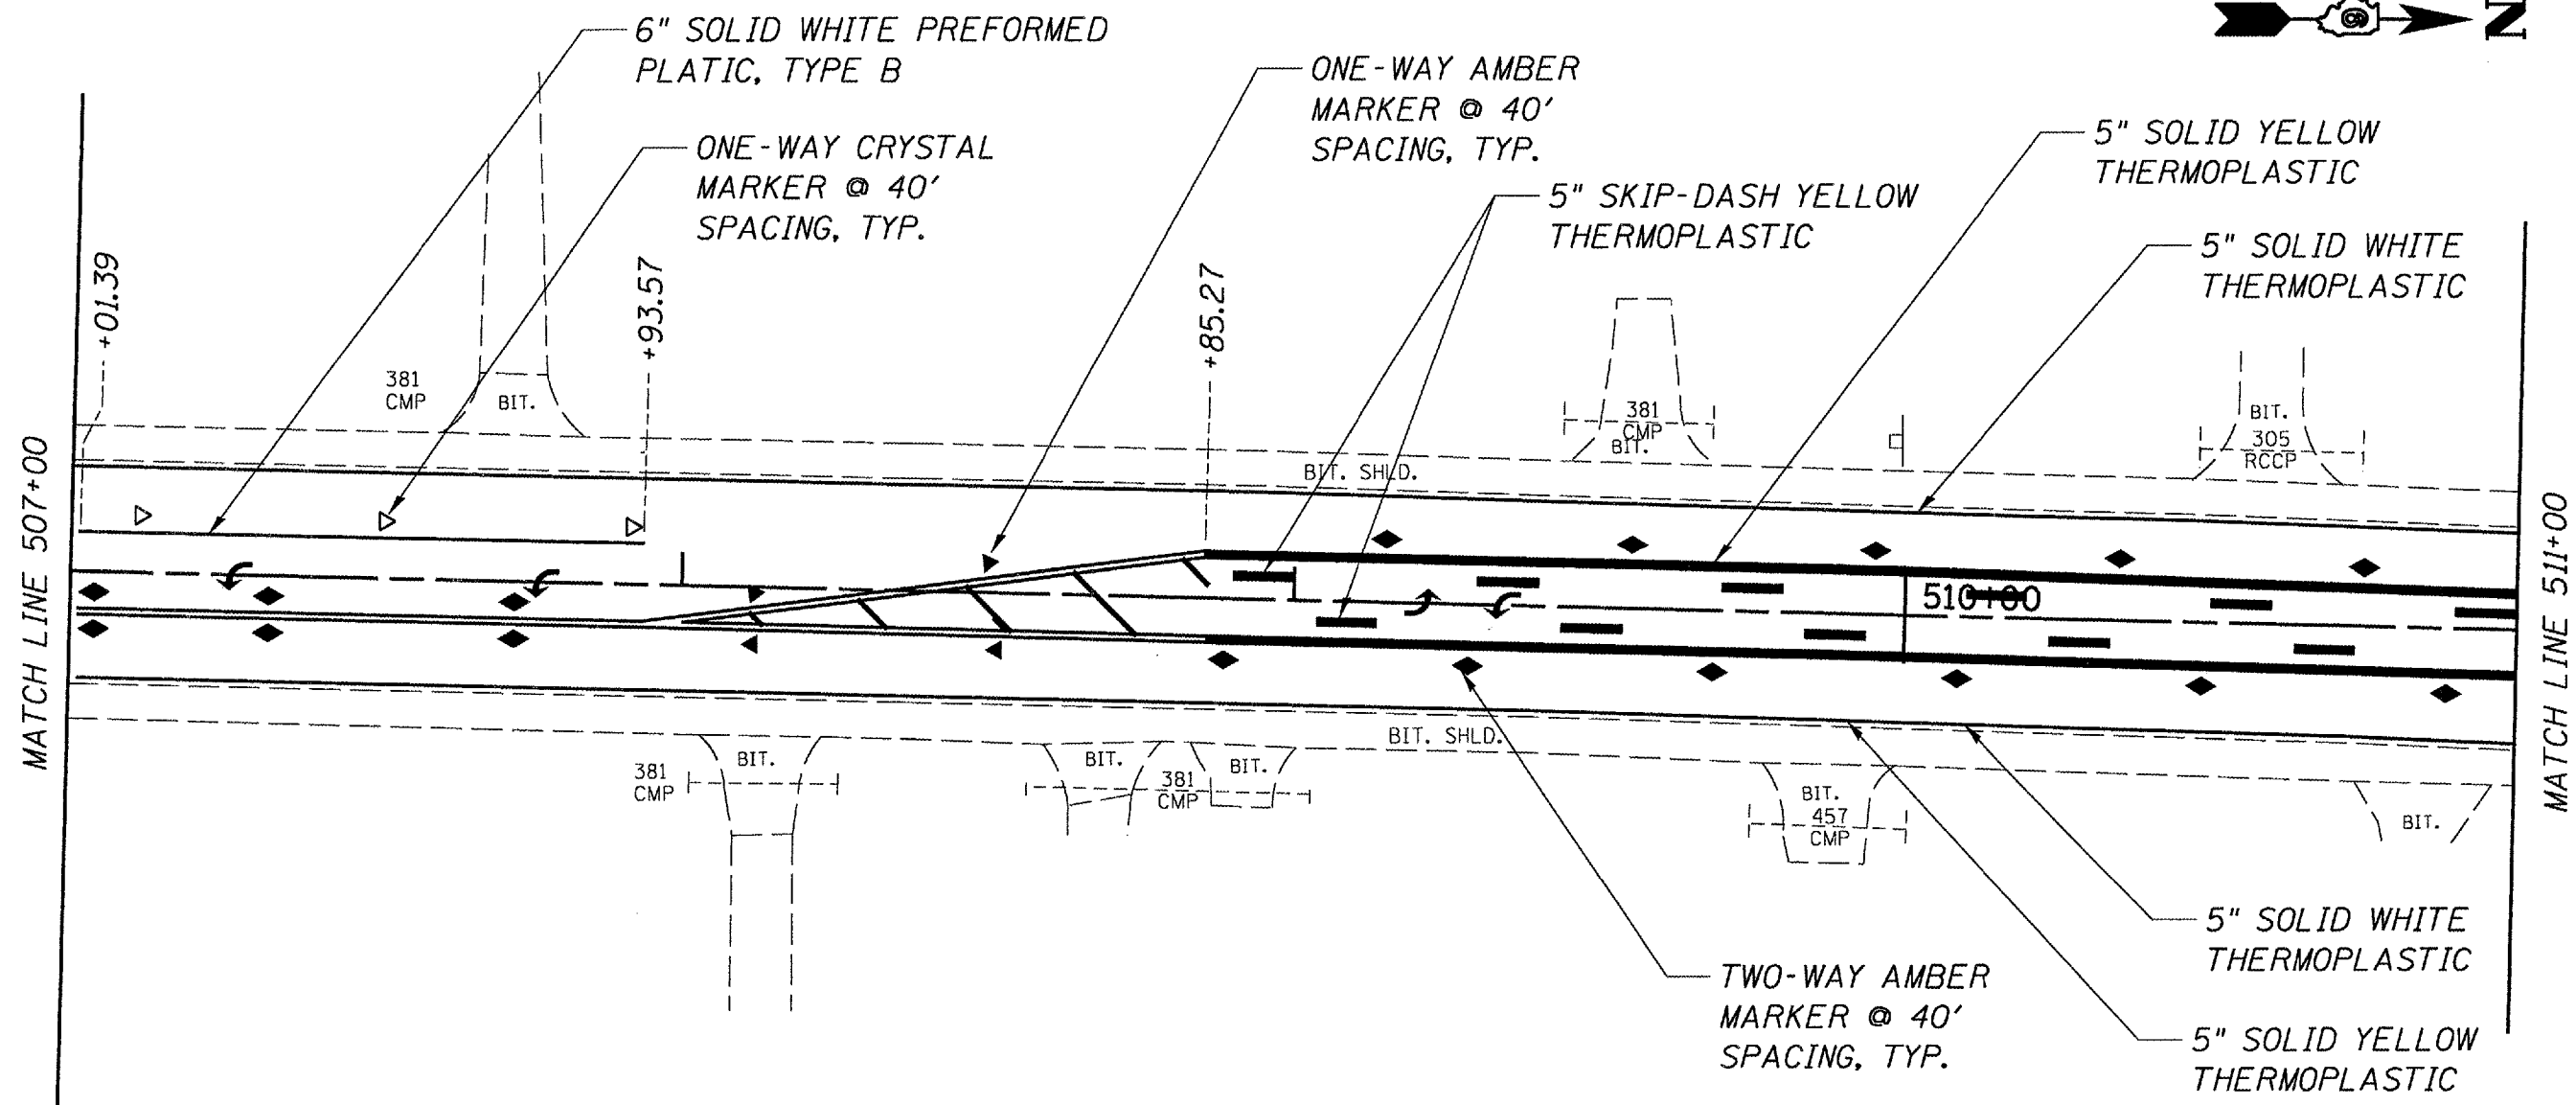 6" SOLID WHITE PREFORMED
PLATIC, TYPE B
ONE-WAY CRYSTAL
MARKER @ 40'
SPACING, TYP.
ONE-WAY AMBER
MARKER @ 40'
SPACING, TYP.
5" SKIP-DASH YELLOW
THERMOPLASTIC
5" SOLID YELLOW
THERMOPLASTIC
5" SOLID WHITE
THERMOPLASTIC
N
+01.39
+93.57
+85.27
381
CMP
BIT.
381
CMP
BIT.
BIT.
305
RCCP
BIT. SHLD.
MATCH LINE 507+00
510+00
MATCH LINE 511+00
BIT. SHLD.
381
CMP
BIT.
BIT.
381
CMP
BIT.
BIT.
457
CMP
BIT.
TWO-WAY AMBER
MARKER @ 40'
SPACING, TYP.
5" SOLID WHITE
THERMOPLASTIC
5" SOLID YELLOW
THERMOPLASTIC